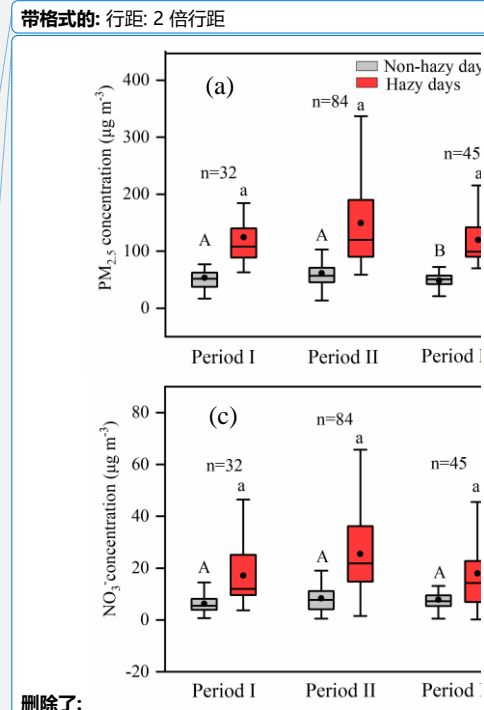 带格式的: 行距: 2 倍行距
(a)
Non-hazy day
Hazy days
n=84
a
n=45
a
n=32
a
A
A
B
400
300
200
100
0
PM2.5 concentration (μg m-3)
Period I
Period II
Period I
(c)
n=84
a
n=32
a
n=45
a
A
A
A
80
60
40
20
0
-20
NO3- concentration (μg m-3)
Period I
Period II
Period
删除了: